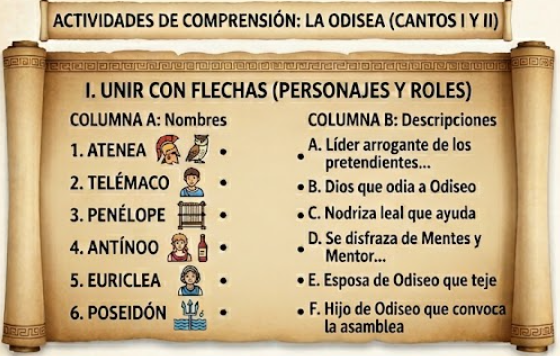 ACTIVIDADES DE COMPRENSIÓN: LA ODISEA (CANTOS I Y II)
I. UNIR CON FLECHAS (PERSONAJES Y ROLES)
COLUMNA A: Nombres
1. ATENEA
2. TELÉMACO
3. PENÉLOPE
4. ANTÍNOO
5. EURICLEA
6. POSEIDÓN
COLUMNA B: Descripciones
A. Líder arrogante de los
pretendientes...
B. Dios que odia a Odiseo
C. Nodriza leal que ayuda
D. Se disfraza de Mentes y
Mentor...
E. Esposa de Odiseo que teje
F. Hijo de Odiseo que convoca
la asamblea